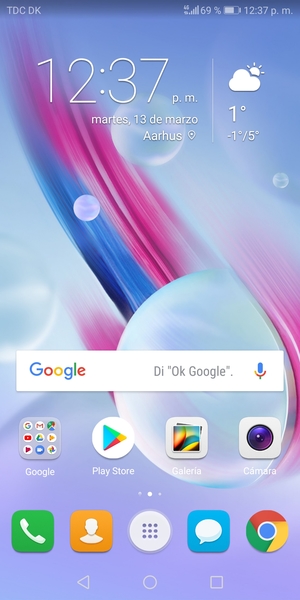 TDC DK 69 % 12:37 p. m.
12:37 p. m.
martes, 13 de marzo
Aarhus
1°
-1°/5°
Google Di "Ok Google".
Google Play Store Galería Cámara